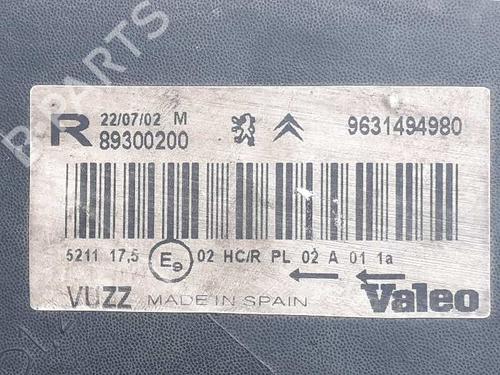 R 22/07/02 M 9631494980
89300200
5211 17,5 E9 02 HC/R PL 02 A 01 1a
VUZZ MADE IN SPAIN Valeo
B-PARTS